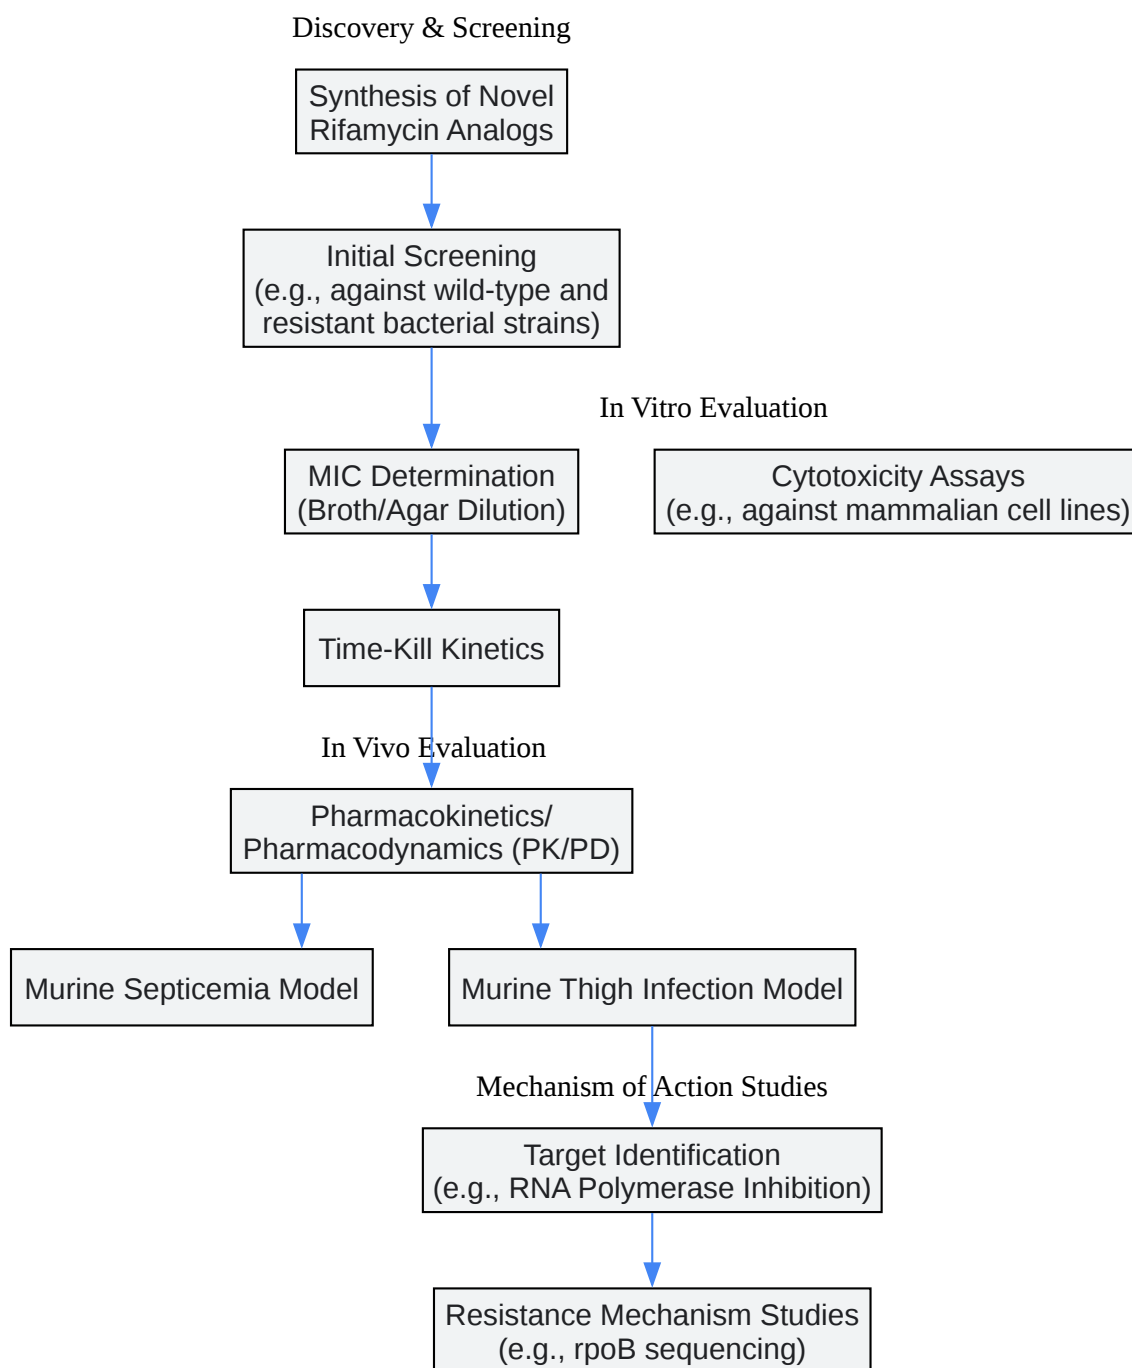 Discovery & Screening
Synthesis of Novel
Rifamycin Analogs
Initial Screening
(e.g., against wild-type and
resistant bacterial strains)
In Vitro Evaluation
MIC Determination
(Broth/Agar Dilution)
Cytotoxicity Assays
(e.g., against mammalian cell lines)
Time-Kill Kinetics
In Vivo Evaluation
Pharmacokinetics/
Pharmacodynamics (PK/PD)
Murine Septicemia Model
Murine Thigh Infection Model
Mechanism of Action Studies
Target Identification
(e.g., RNA Polymerase Inhibition)
Resistance Mechanism Studies
(e.g., rpoB sequencing)